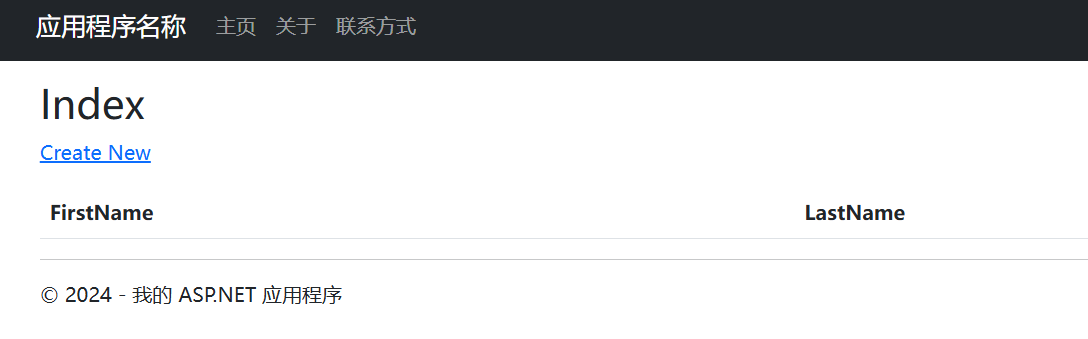 应用程序名称 主页 关于 联系方式
Index
Create New
FirstName LastName
© 2024 - 我的 ASP.NET 应用程序